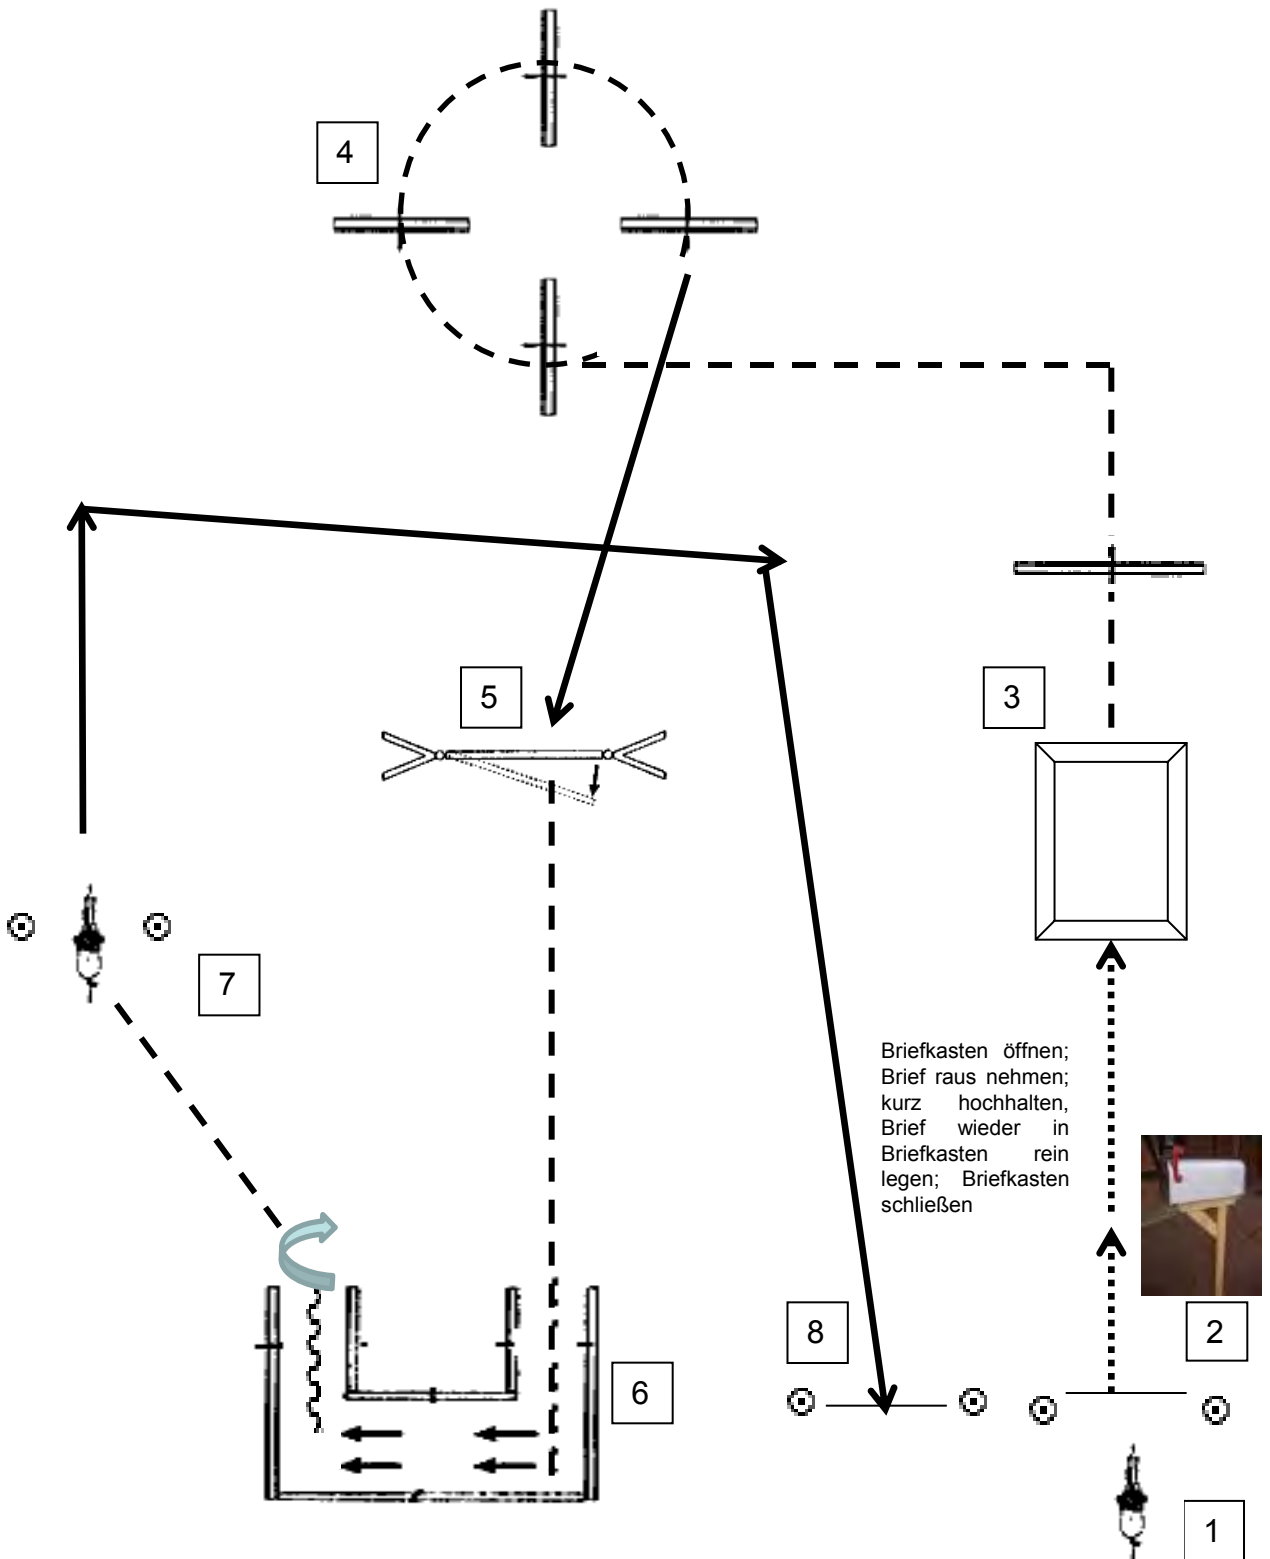 4
5
3
7
Briefkasten öffnen;
Brief raus nehmen;
kurz hochhalten,
Brief wieder in
Briefkasten rein
legen; Briefkasten
schließen
8
2
6
1